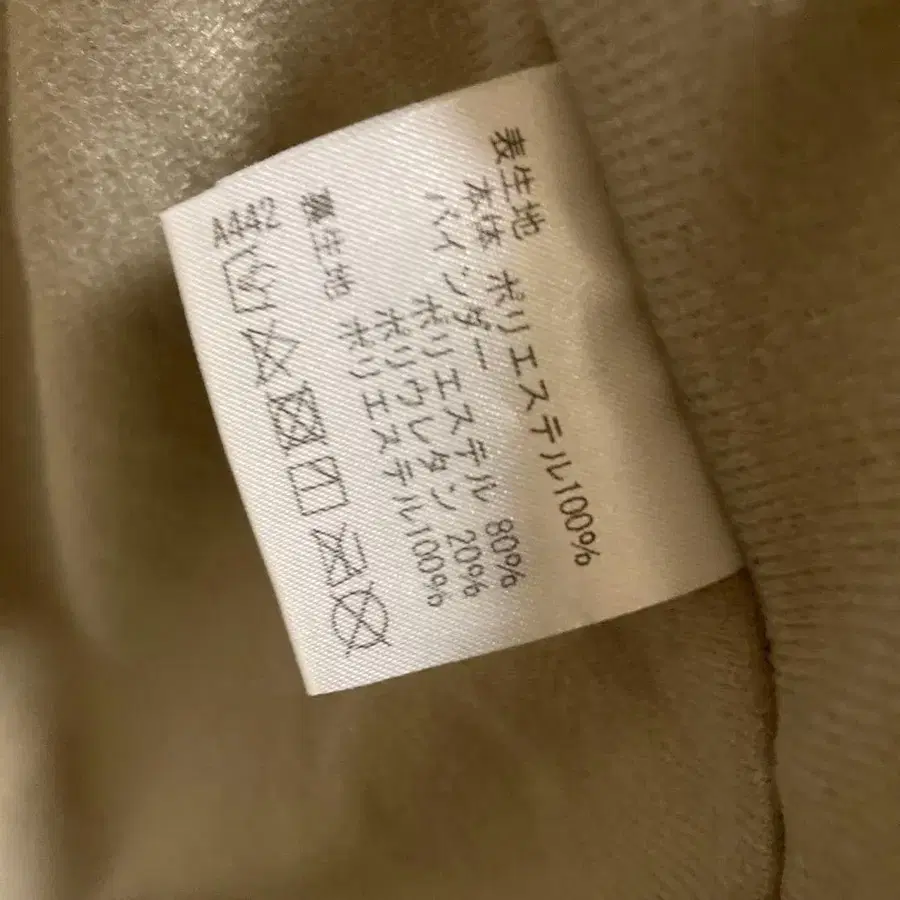 表生地
本体 ポリエステル100%
バインダー
ポリエステル 80%
ポリウレタン 20%
裏生地 ポリエステル100%
A442